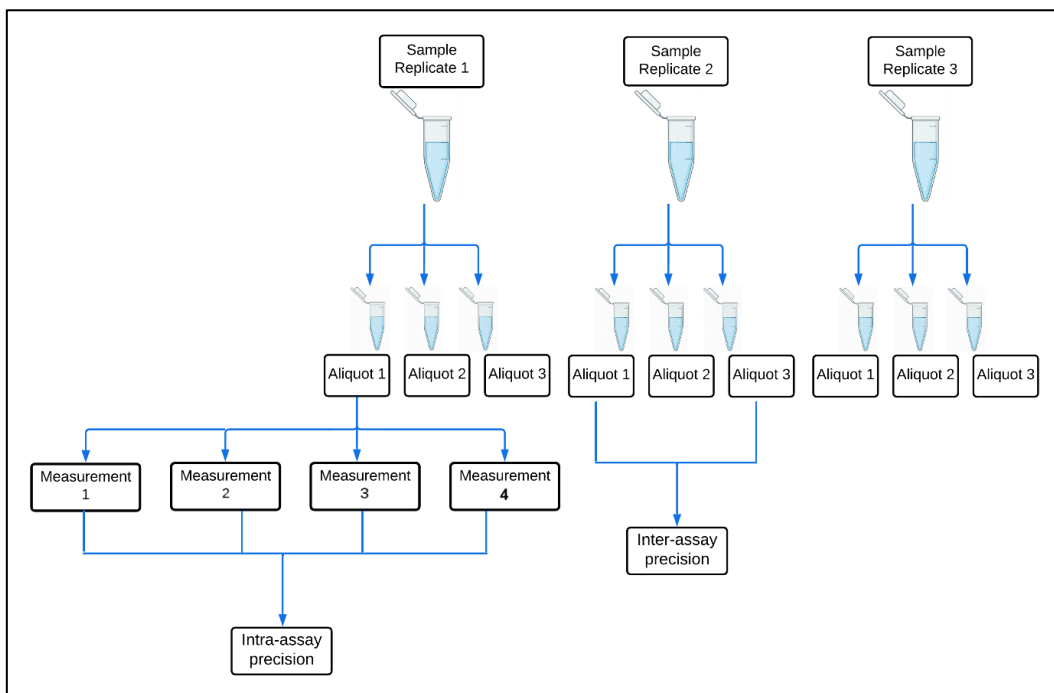 Sample
Replicate 1
Sample
Replicate 2
Sample
Replicate 3
Aliquot 1
Aliquot 2
Aliquot 3
Aliquot 1
Aliquot 2
Aliquot 3
Aliquot 1
Aliquot 2
Aliquot 3
Measurement
1
Measurement
2
Measurement
3
Measurement
4
Inter-assay
precision
Intra-assay
precision